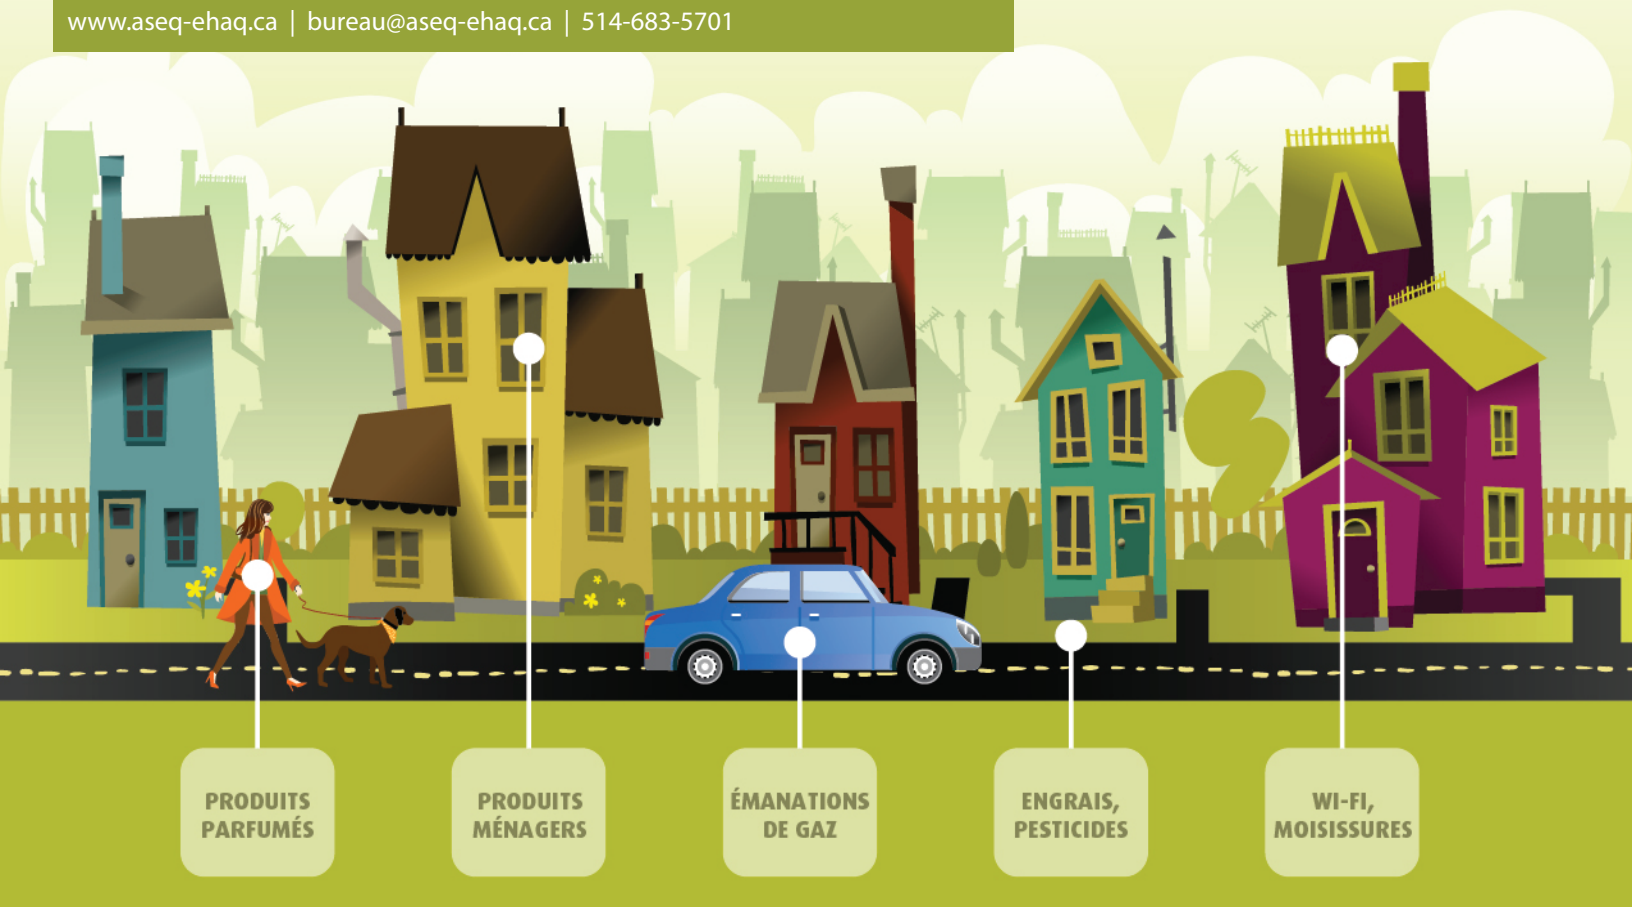 www.aseq-ehaq.ca | bureau@aseq-ehaq.ca | 514-683-5701
PRODUITS
PARFUMÉS
PRODUITS
MÉNAGERS
ÉMANATIONS
DE GAZ
ENGRAIS,
PESTICIDES
WI-FI,
MOISISSURES